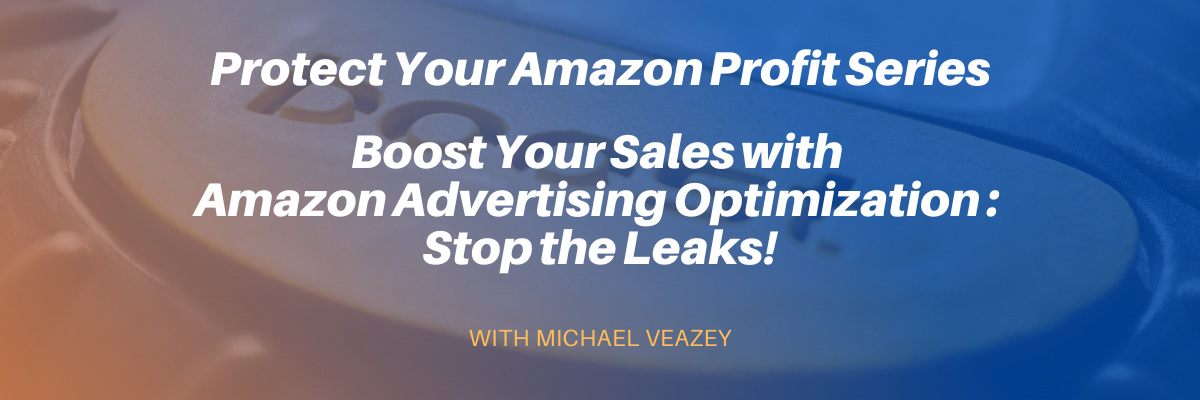 Protect Your Amazon Profit Series
Boost Your Sales with
Amazon Advertising Optimization :
Stop the Leaks!
WITH MICHAEL VEAZEY